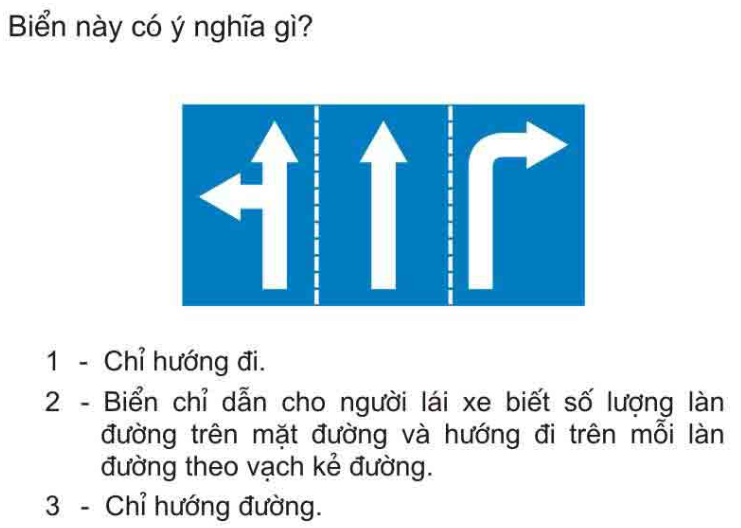 Biển này có ý nghĩa gì?
1 - Chỉ hướng đi.
2 - Biển chỉ dẫn cho người lái xe biết số lượng làn
đường trên mặt đường và hướng đi trên mỗi làn
đường theo vạch kẻ đường.
3 - Chỉ hướng đường.